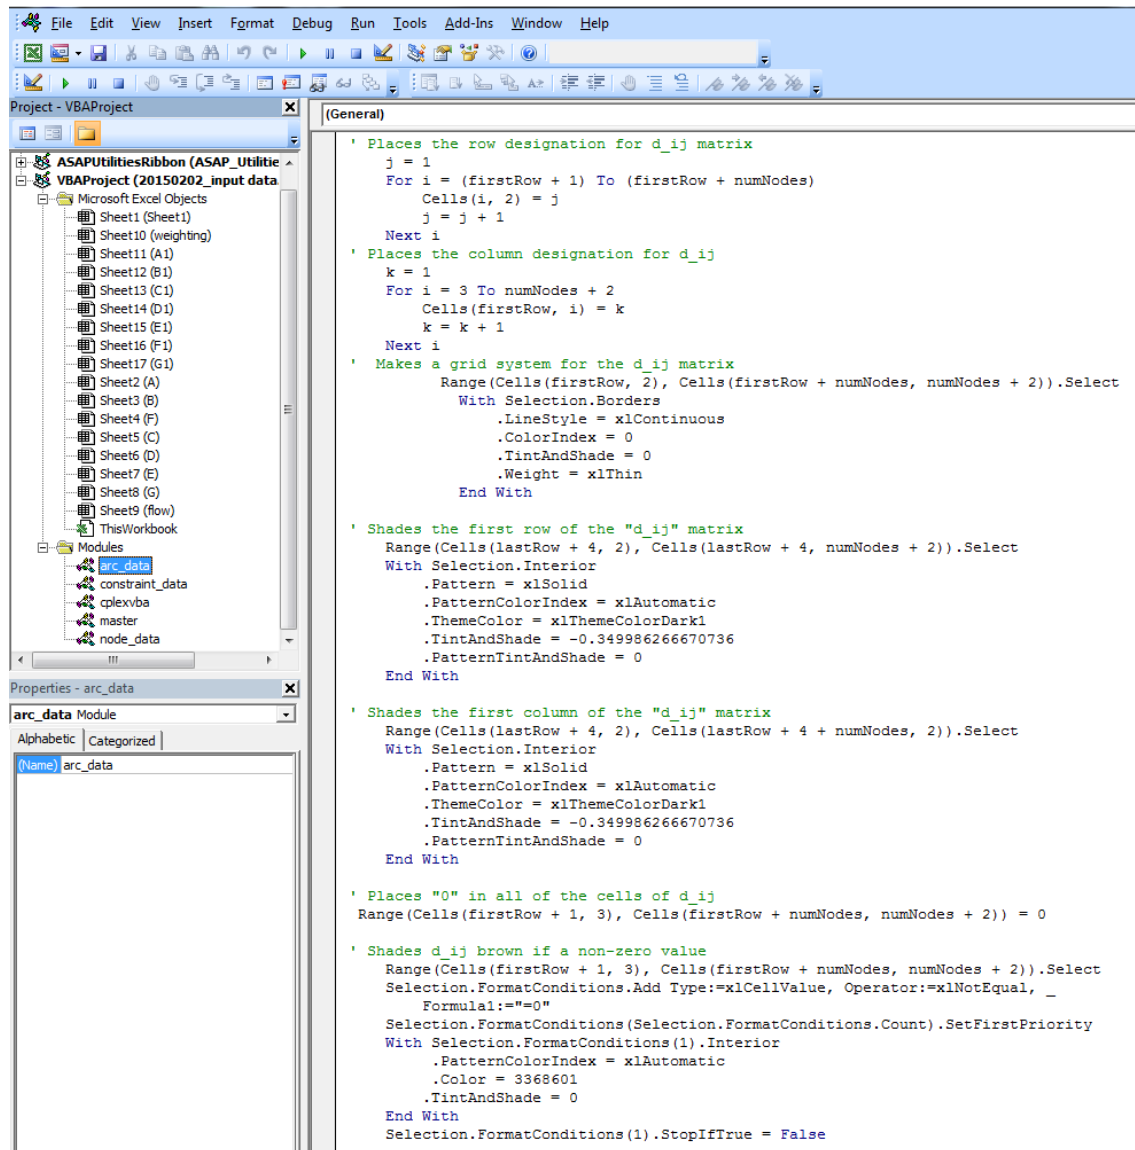 File Edit View Insert Format Debug Run Tools Add-Ins Window Help
Project - VBAProject
ASAPUtilitiesRibbon (ASAP_Utilitie
VBAProject (20150202_input data.
Microsoft Excel Objects
Sheet1 (Sheet1)
Sheet10 (weighting)
Sheet11 (A1)
Sheet12 (B1)
Sheet13 (C1)
Sheet14 (D1)
Sheet15 (E1)
Sheet16 (F1)
Sheet17 (G1)
Sheet2 (A)
Sheet3 (B)
Sheet4 (F)
Sheet5 (C)
Sheet6 (D)
Sheet7 (E)
Sheet8 (G)
Sheet9 (flow)
ThisWorkbook
Modules
arc_data
constraint_data
cplexvba
master
node_data
Properties - arc_data
arc_data Module
Alphabetic Categorized
(Name) arc_data
(General)
' Places the row designation for d_ij matrix
j = 1
For i = (firstRow + 1) To (firstRow + numNodes)
Cells(i, 2) = j
j = j + 1
Next i
' Places the column designation for d_ij
k = 1
For i = 3 To numNodes + 2
Cells(firstRow, i) = k
k = k + 1
Next i
' Makes a grid system for the d_ij matrix
Range(Cells(firstRow, 2), Cells(firstRow + numNodes, numNodes + 2)).Select
With Selection.Borders
.LineStyle = xlContinuous
.ColorIndex = 0
.TintAndShade = 0
.Weight = xlThin
End With
' Shades the first row of the "d_ij" matrix
Range(Cells(lastRow + 4, 2), Cells(lastRow + 4, numNodes + 2)).Select
With Selection.Interior
.Pattern = xlSolid
.PatternColorIndex = xlAutomatic
.ThemeColor = xlThemeColorDark1
.TintAndShade = -0.349986266670736
.PatternTintAndShade = 0
End With
' Shades the first column of the "d_ij" matrix
Range(Cells(lastRow + 4, 2), Cells(lastRow + 4 + numNodes, 2)).Select
With Selection.Interior
.Pattern = xlSolid
.PatternColorIndex = xlAutomatic
.ThemeColor = xlThemeColorDark1
.TintAndShade = -0.349986266670736
.PatternTintAndShade = 0
End With
' Places "0" in all of the cells of d_ij
Range(Cells(firstRow + 1, 3), Cells(firstRow + numNodes, numNodes + 2)) = 0
' Shades d_ij brown if a non-zero value
Range(Cells(firstRow + 1, 3), Cells(firstRow + numNodes, numNodes + 2)).Select
Selection.FormatConditions.Add Type:=xlCellValue, Operator:=xlNotEqual, _
Formula1:="=0"
Selection.FormatConditions(Selection.FormatConditions.Count).SetFirstPriority
With Selection.FormatConditions(1).Interior
.PatternColorIndex = xlAutomatic
.Color = 3368601
.TintAndShade = 0
End With
Selection.FormatConditions(1).StopIfTrue = False